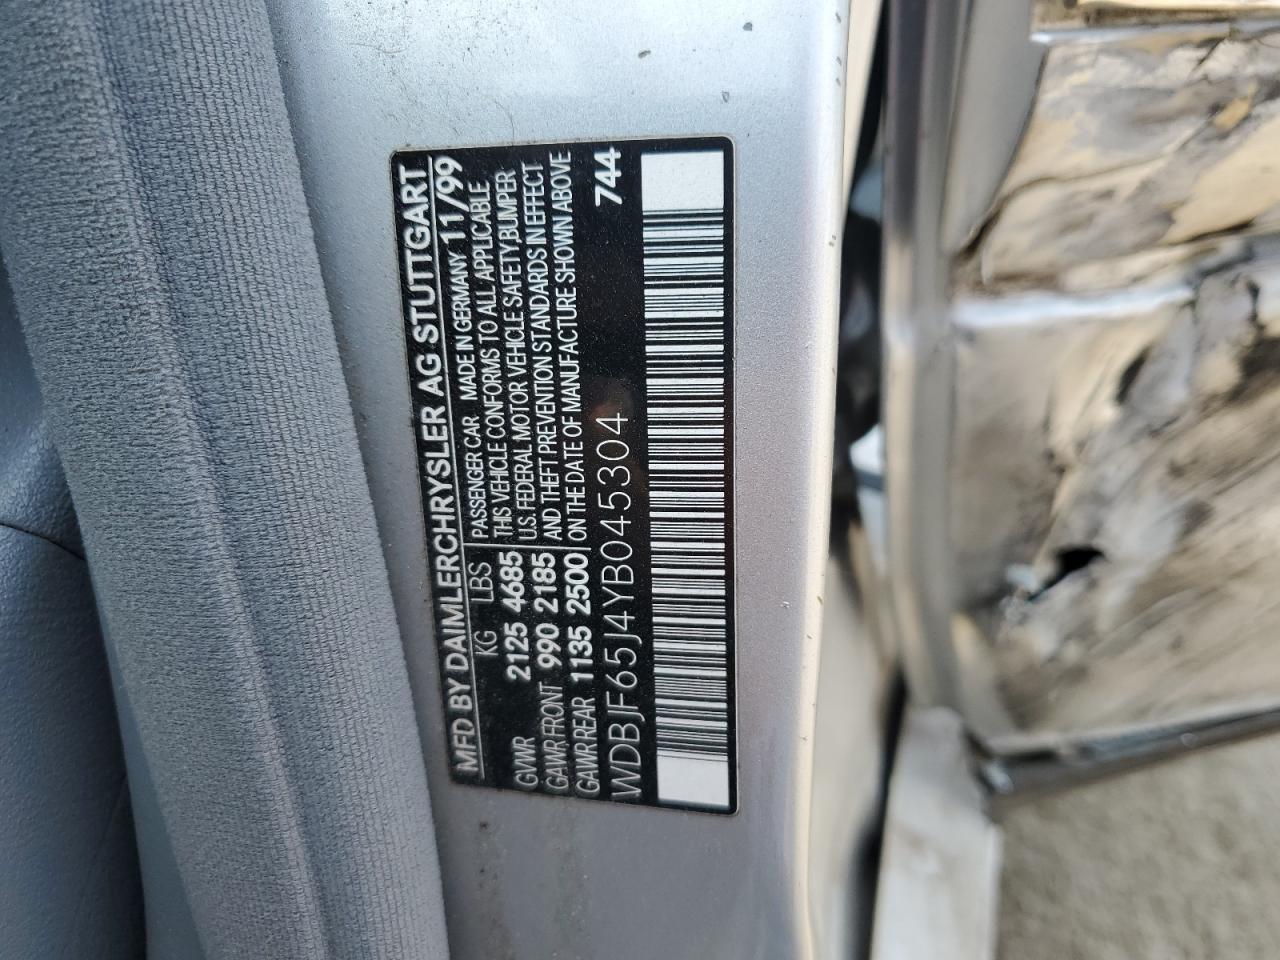 MFD BY DAIMLERCHRYSLER AG STUTTGART
KG LBS PASSENGER CAR MADE IN GERMANY 11/99
GVWR 2125 4685 THIS VEHICLE CONFORMS TO ALL APPLICABLE
U.S. FEDERAL MOTOR VEHICLE SAFETY,BUMPER
GAWR FRONT 990 2185 AND THEFT PREVENTION STANDARDS IN EFFECT
GAWR REAR 1135 2500 ON THE DATE OF MANUFACTURE SHOWN ABOVE
WDBJF65J4YB045304 744